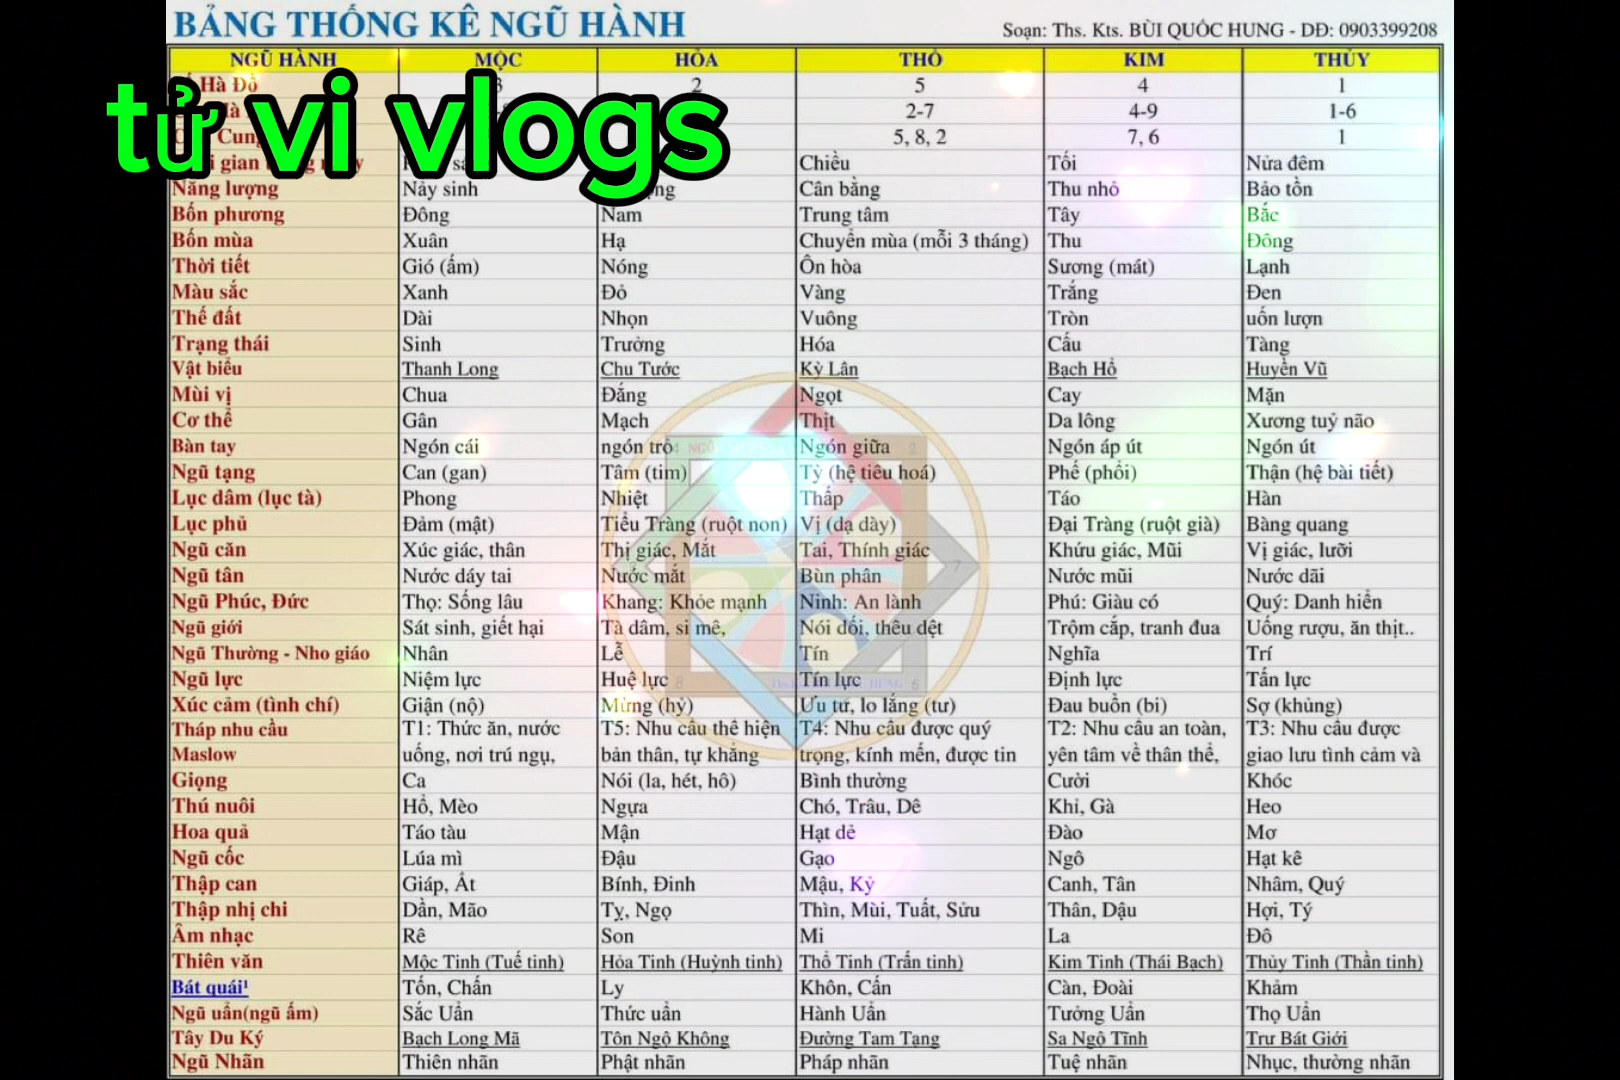 BẢNG THỐNG KÊ NGŨ HÀNH
Soạn: Ths. Kts. BÙI QUỐC HUNG - DĐ: 0903399208
NGŨ HÀNH MỘC HỎA THỔ KIM THỦY
Hà Đồ 3 2 5 4 1
2-7 4-9 1-6
Cung 5, 8, 2 7, 6 1
tử vi vlogs
gian Chiều Tối Nửa đêm
Năng lượng Nảy sinh Cân bằng Thu nhỏ Bảo tồn
Bốn phương Đông Nam Trung tâm Tây Bắc
Bốn mùa Xuân Hạ Chuyển mùa (mỗi 3 tháng) Thu Đông
Thời tiết Gió (ấm) Nóng Ôn hòa Sương (mát) Lạnh
Màu sắc Xanh Đỏ Vàng Trắng Đen
Thế đất Dài Nhọn Vuông Tròn uốn lượn
Trạng thái Sinh Trưởng Hóa Cấu Tàng
Vật biểu Thanh Long Chu Tước Kỳ Lân Bạch Hổ Huyền Vũ
Mùi vị Chua Đắng Ngọt Cay Mặn
Cơ thể Gân Mạch Thịt Da lông Xương tuỷ não
Bàn tay Ngón cái ngón trỏ Ngón giữa Ngón áp út Ngón út
Ngũ tạng Can (gan) Tâm (tim) Tỳ (hệ tiêu hoá) Phế (phổi) Thận (hệ bài tiết)
Lục dâm (lục tà) Phong Nhiệt Thấp Táo Hàn
Lục phủ Đảm (mật) Tiểu Tràng (ruột non) Vị (dạ dày) Đại Tràng (ruột già) Bàng quang
Ngũ căn Xúc giác, thân Thị giác, Mắt Tai, Thính giác Khứu giác, Mũi Vị giác, lưỡi
Ngũ tân Nước dáy tai Nước mắt Bùn phân Nước mũi Nước dãi
Ngũ Phúc, Đức Thọ: Sống lâu Khang: Khỏe mạnh Ninh: An lành Phú: Giàu có Quý: Danh hiển
Ngũ giới Sát sinh, giết hại Tà dâm, si mê, Nói dối, thêu dệt Trộm cắp, tranh đua Uống rượu, ăn thịt..
Ngũ Thường - Nho giáo Nhân Lễ Tín Nghĩa Trí
Ngũ lực Niệm lực Huệ lực Tín lực Định lực Tấn lực
Xúc cảm (tình chí) Giận (nộ) Mừng (hỷ) Ưu tư, lo lắng (tư) Đau buồn (bi) Sợ (khủng)
Tháp nhu cầu T1: Thức ăn, nước T5: Nhu cầu thể hiện T4: Nhu cầu được quý T2: Nhu cầu an toàn, T3: Nhu cầu được
Maslow uống, nơi trú ngụ, bản thân, tự khẳng trọng, kính mến, được tin yên tâm về thân thể, giao lưu tình cảm và
Giọng Ca Nói (la, hét, hô) Bình thường Cười Khóc
Thú nuôi Hổ, Mèo Ngựa Chó, Trâu, Dê Khỉ, Gà Heo
Hoa quả Táo tàu Mận Hạt dẻ Đào Mơ
Ngũ cốc Lúa mì Đậu Gạo Ngô Hạt kê
Thập can Giáp, Ất Bính, Đinh Mậu, Kỷ Canh, Tân Nhâm, Quý
Thập nhị chi Dần, Mão Tỵ, Ngọ Thìn, Mùi, Tuất, Sửu Thân, Dậu Hợi, Tý
Âm nhạc Rê Son Mi La Đô
Thiên văn Mộc Tinh (Tuế tinh) Hỏa Tinh (Huỳnh tinh) Thổ Tinh (Trấn tinh) Kim Tinh (Thái Bạch) Thủy Tinh (Thần tinh)
Bát quái¹ Tốn, Chấn Ly Khôn, Cấn Càn, Đoài Khảm
Ngũ uẩn(ngũ ấm) Sắc Uẩn Thức uẩn Hành Uẩn Tưởng Uẩn Thọ Uẩn
Tây Du Ký Bạch Long Mã Tôn Ngộ Không Đường Tam Tạng Sa Ngộ Tĩnh Trư Bát Giới
Ngũ Nhãn Thiên nhãn Phật nhãn Pháp nhãn Tuệ nhãn Nhục, thường nhãn